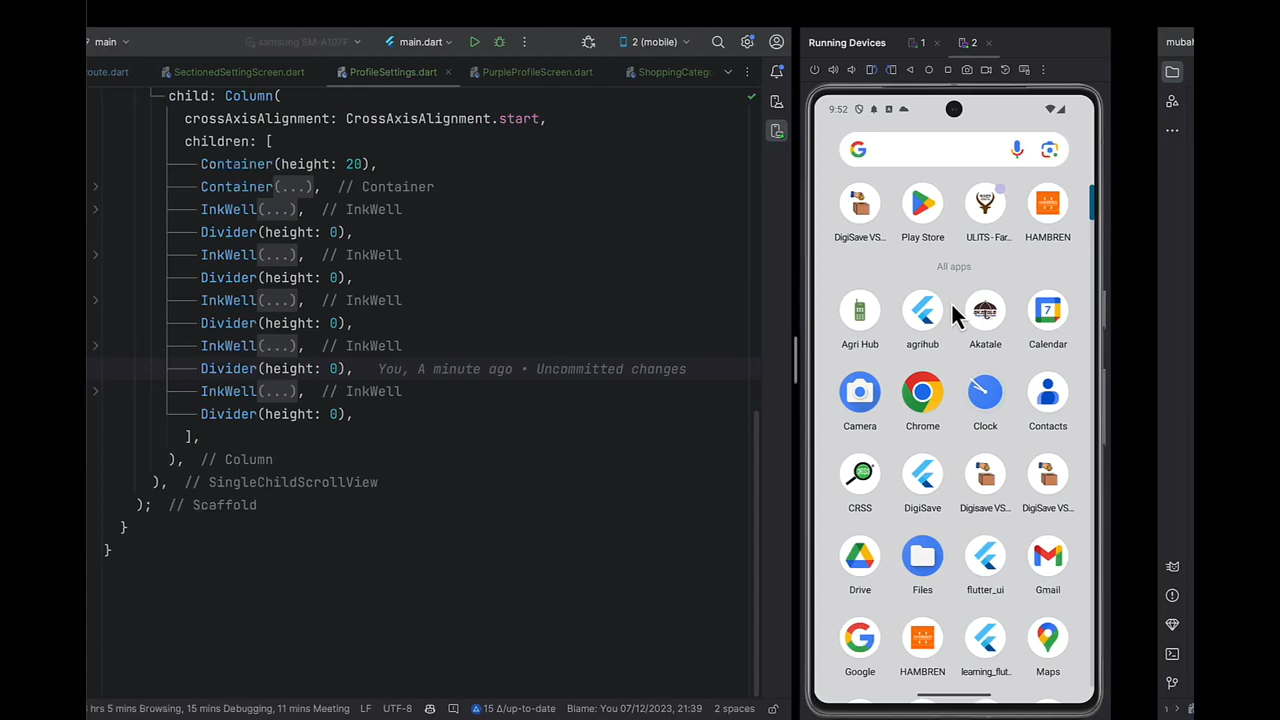 main
samsung SM-A107F
main.dart
2 (mobile)
Running Devices
1
2
mubah
oute.dart
SectionedSettingScreen.dart
ProfileSettings.dart
PurpleProfileScreen.dart
ShoppingCateg
child: Column(
crossAxisAlignment: CrossAxisAlignment.start,
children: [
Container(height: 20),
Container(...), // Container
InkWell(...), // InkWell
Divider(height: 0),
InkWell(...), // InkWell
Divider(height: 0),
InkWell(...), // InkWell
Divider(height: 0),
InkWell(...), // InkWell
Divider(height: 0), You, A minute ago • Uncommitted changes
InkWell(...), // InkWell
Divider(height: 0),
],
), // Column
), // SingleChildScrollView
); // Scaffold
}
}
9:52
DigiSave VS...
Play Store
ULITS - Far...
HAMBREN
All apps
Agri Hub
agrihub
Akatale
Calendar
Camera
Chrome
Clock
Contacts
CRSS
DigiSave
Digisave VS...
DigiSave VS...
Drive
Files
flutter_ui
Gmail
Google
HAMBREN
learning_flut..
Maps
hrs 5 mins Browsing, 15 mins Debugging, 11 mins Meeting
LF
UTF-8
15 Δ/up-to-date
Blame: You 07/12/2023, 21:39
2 spaces